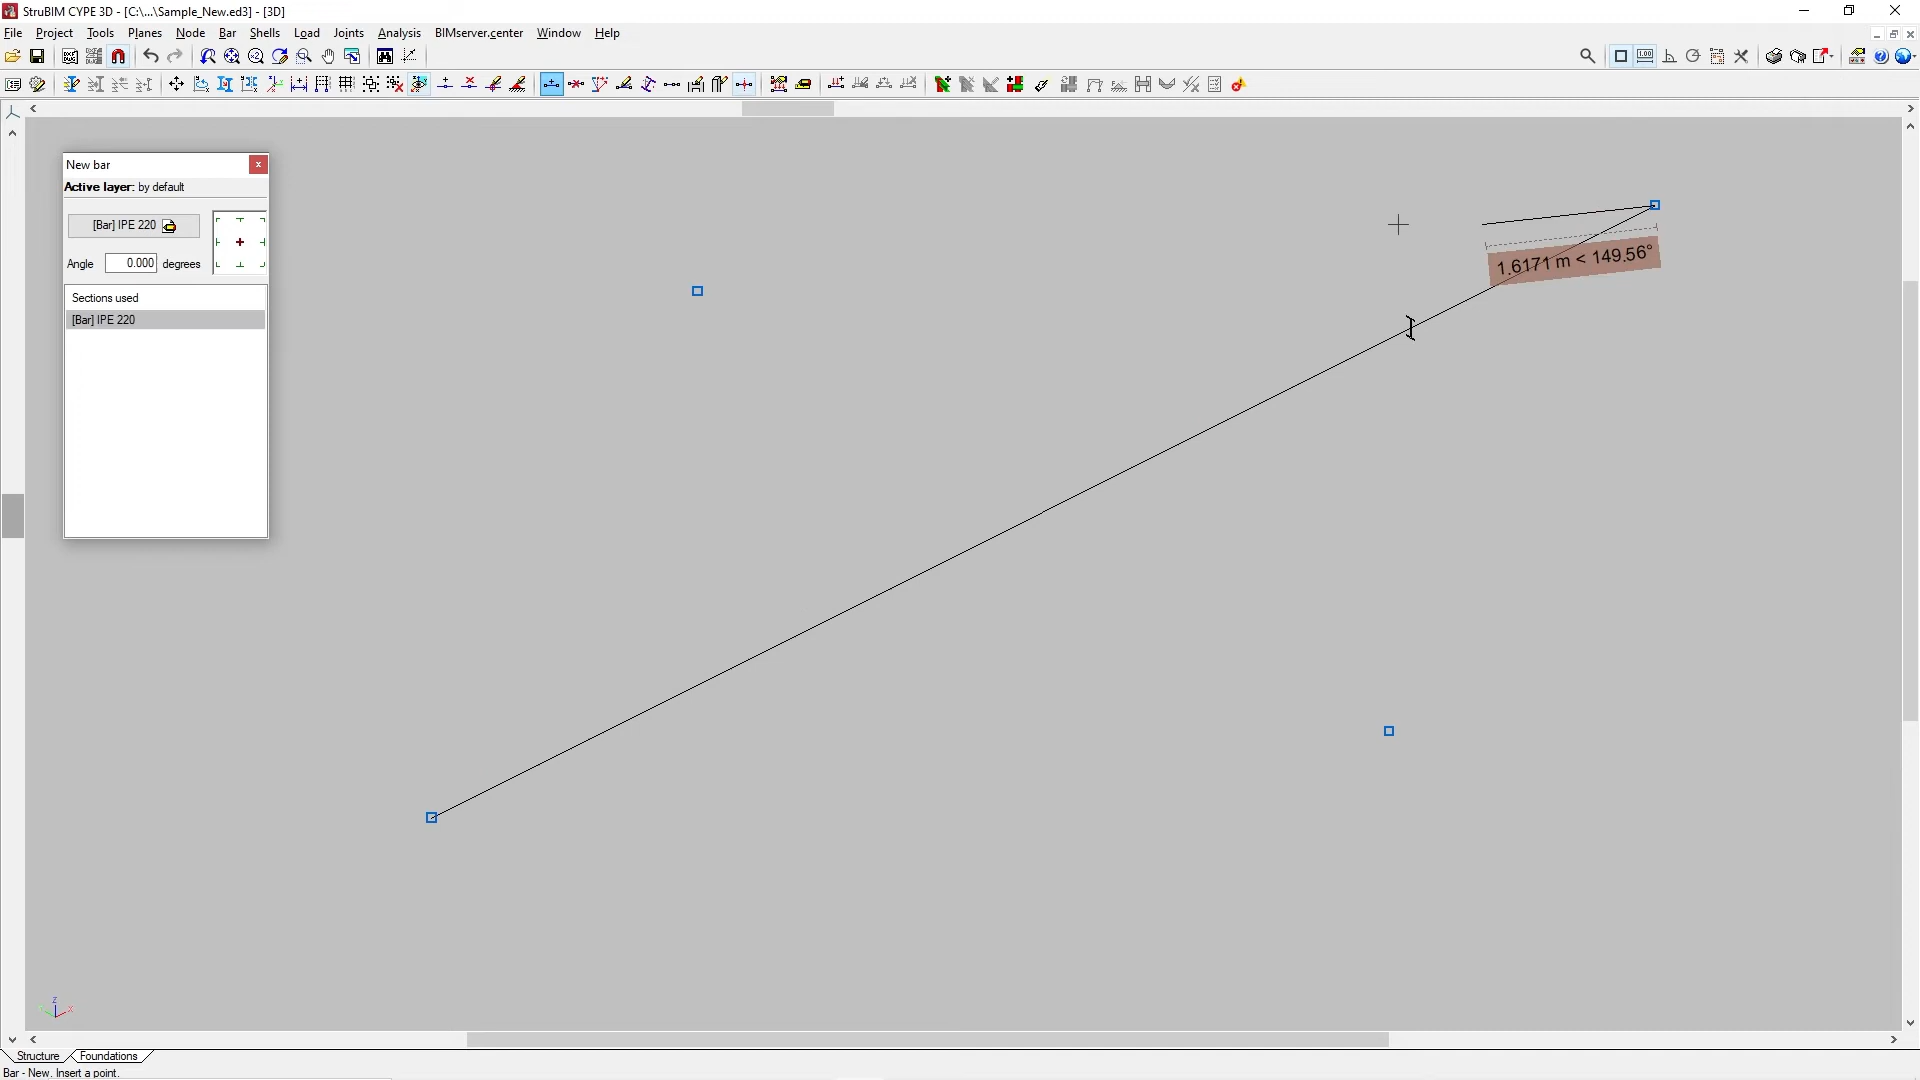 StruBIM CYPE 3D - [C:\...\Sample_New.ed3] - [3D]
File Project Tools Planes Node Bar Shells Load Joints Analysis BIMserver.center Window Help
New bar
Active layer: by default
[Bar] IPE 220
Angle 0.000 degrees
Sections used
[Bar] IPE 220
1.6171 m < 149.56°
Structure Foundations
Bar - New. Insert a point.